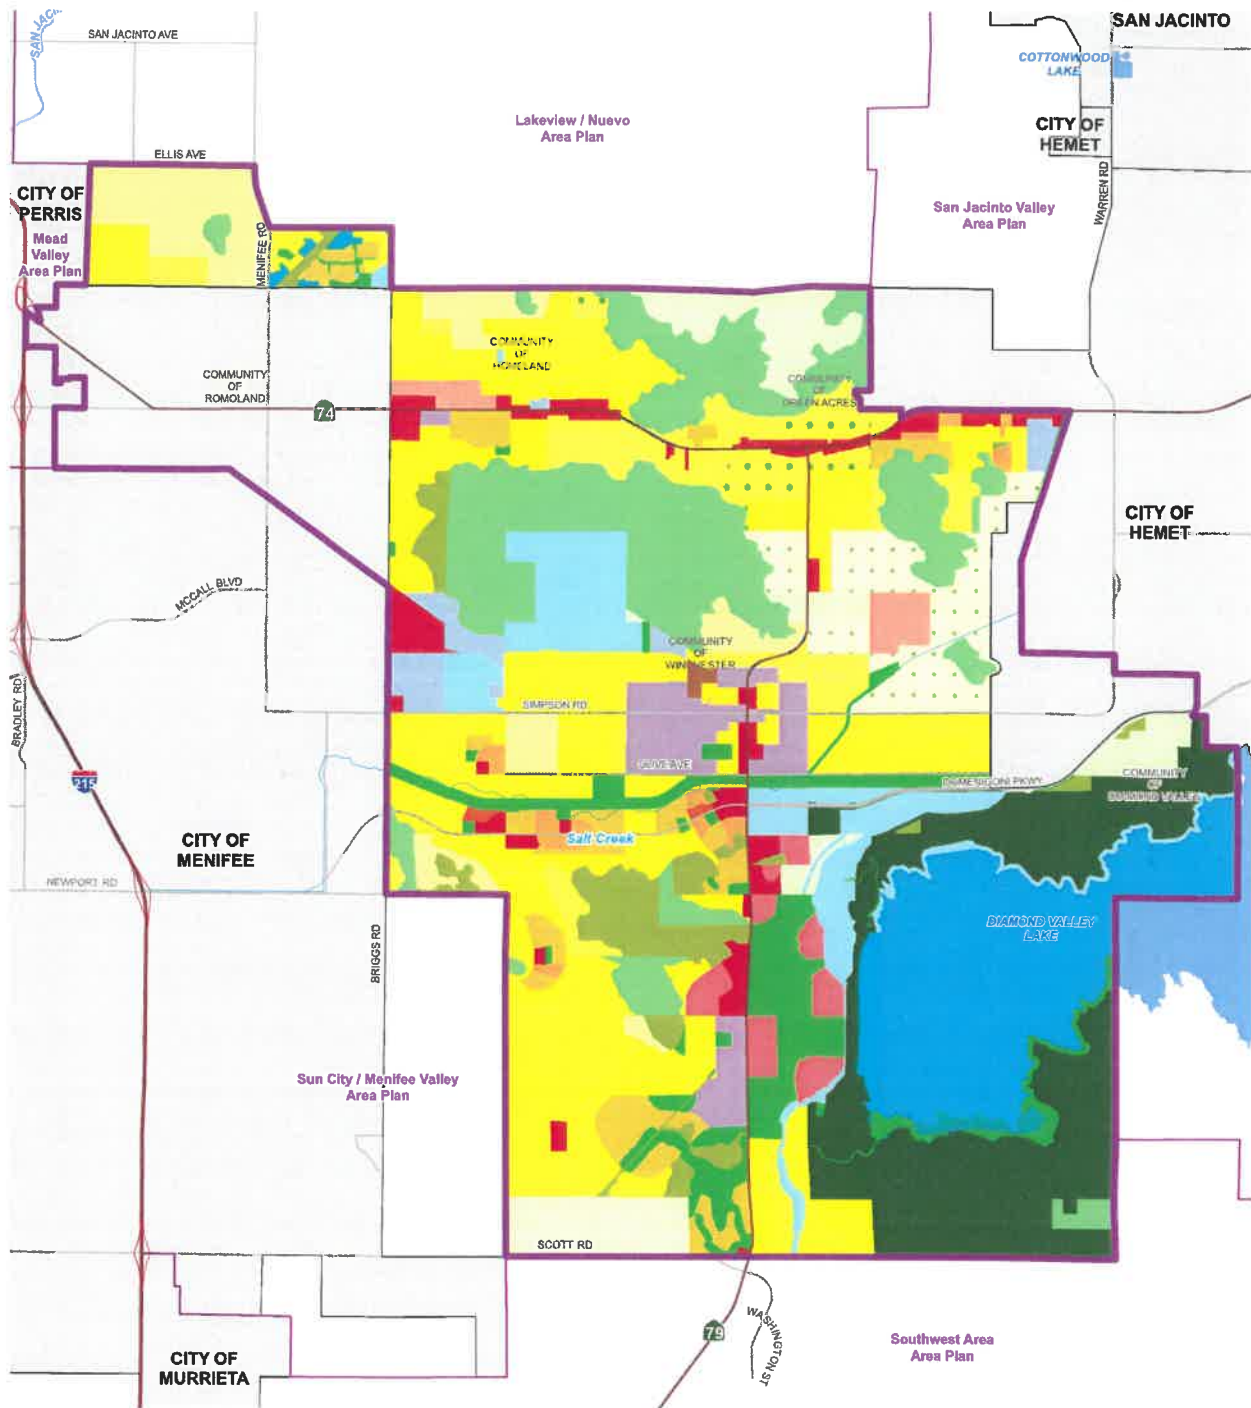 SAN JACINTO
SAN JACINTO AVE
COTTONWOOD
LAKE
Lakeview / Nuevo
Area Plan
CITY OF
HEMET
ELLIS AVE
WARREN RD
CITY OF
PERRIS
Mead
Valley
Area Plan
MENIFEE RD
San Jacinto Valley
Area Plan
COMMUNITY
OF
HOMELAND
COMMUNITY
OF
ROMOLAND
COMMUNITY
OF
GREEN ACRES
74
CITY OF
HEMET
MCCALL BLVD
COMMUNITY
OF
WINCHESTER
BRADLEY RD
SIMPSON RD
OLIVE AVE
215
DOMENIGONI PKWY
COMMUNITY
OF
DIAMOND VALLEY
CITY OF
MENIFEE
Salt Creek
NEWPORT RD
DIAMOND VALLEY
LAKE
BRIGGS RD
Sun City / Menifee Valley
Area Plan
SCOTT RD
79
WASHINGTON ST
Southwest Area
Area Plan
CITY OF
MURRIETA